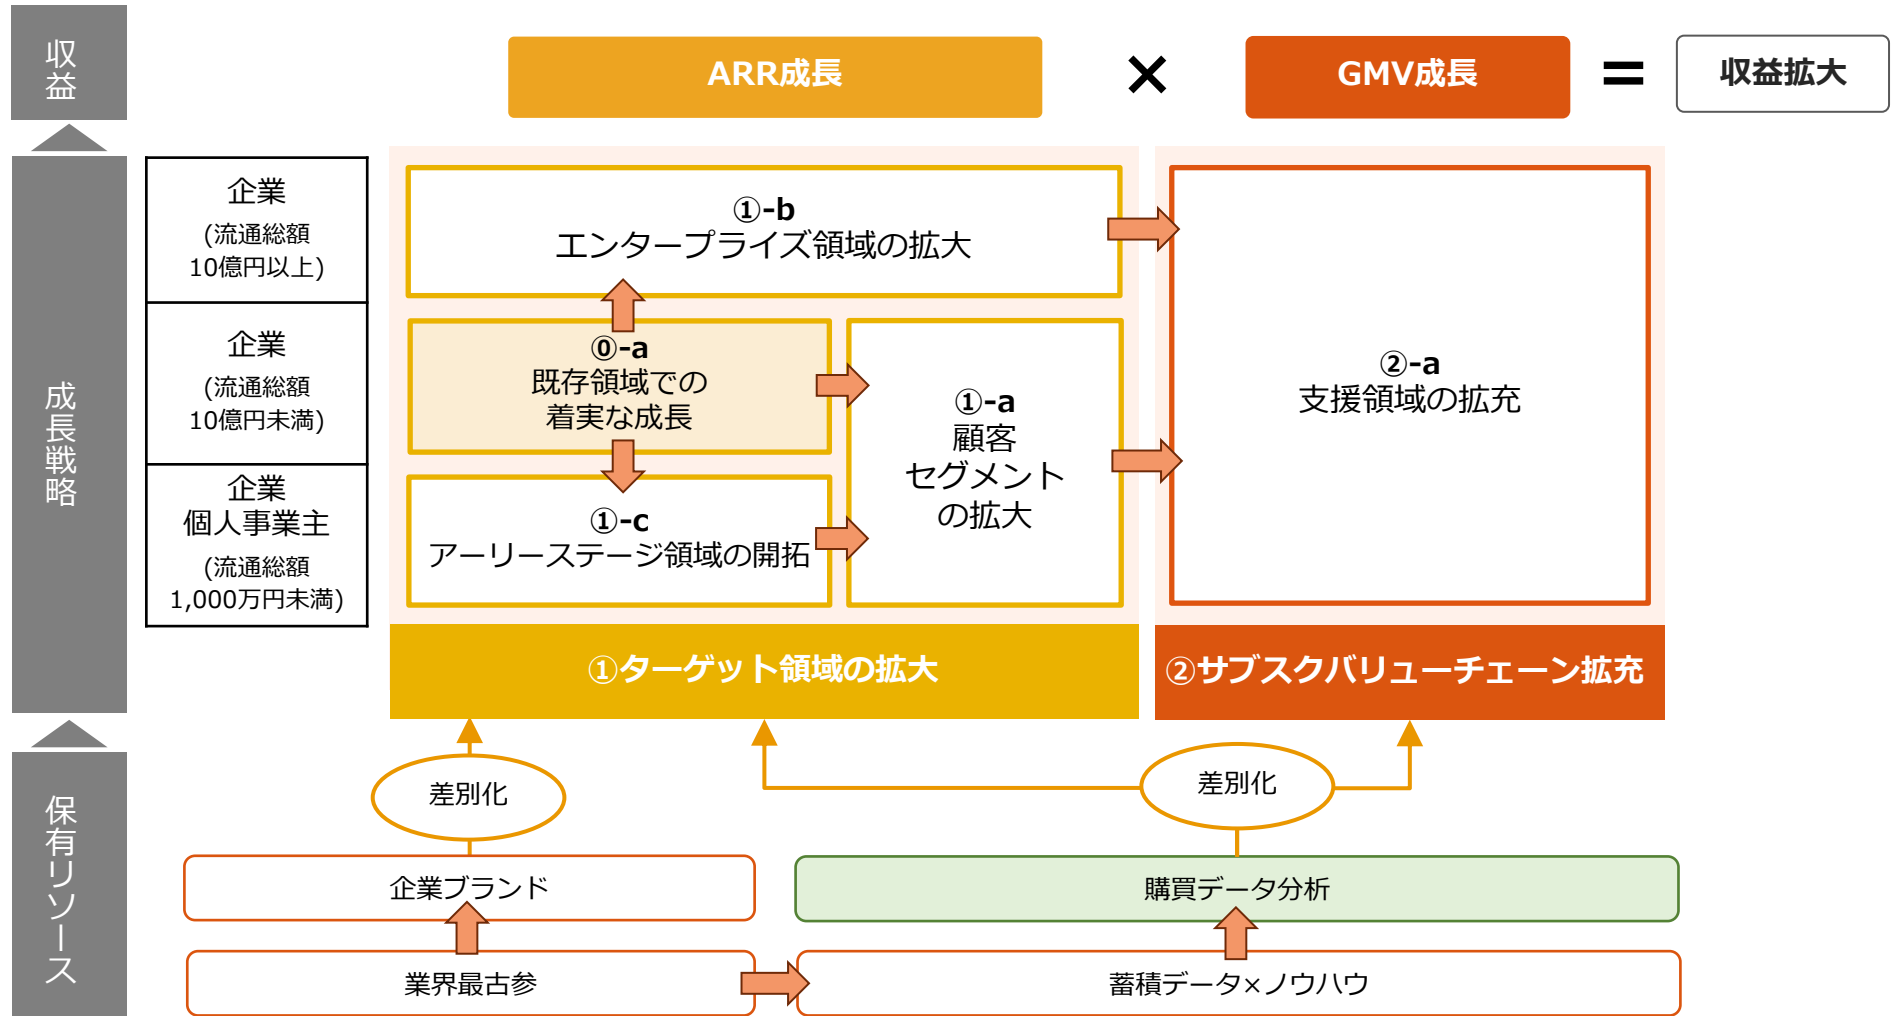 収益
ARR成長
×
GMV成長
=
収益拡大
成長戦略
企業
(流通総額
10億円以上)
企業
(流通総額
10億円未満)
企業
個人事業主
(流通総額
1,000万円未満)
①-b
エンタープライズ領域の拡大
⓪-a
既存領域での
着実な成長
①-c
アーリーステージ領域の開拓
①-a
顧客
セグメント
の拡大
②-a
支援領域の拡充
①ターゲット領域の拡大
②サブスクバリューチェーン拡充
保有リソース
差別化
差別化
企業ブランド
購買データ分析
業界最古参
蓄積データ×ノウハウ